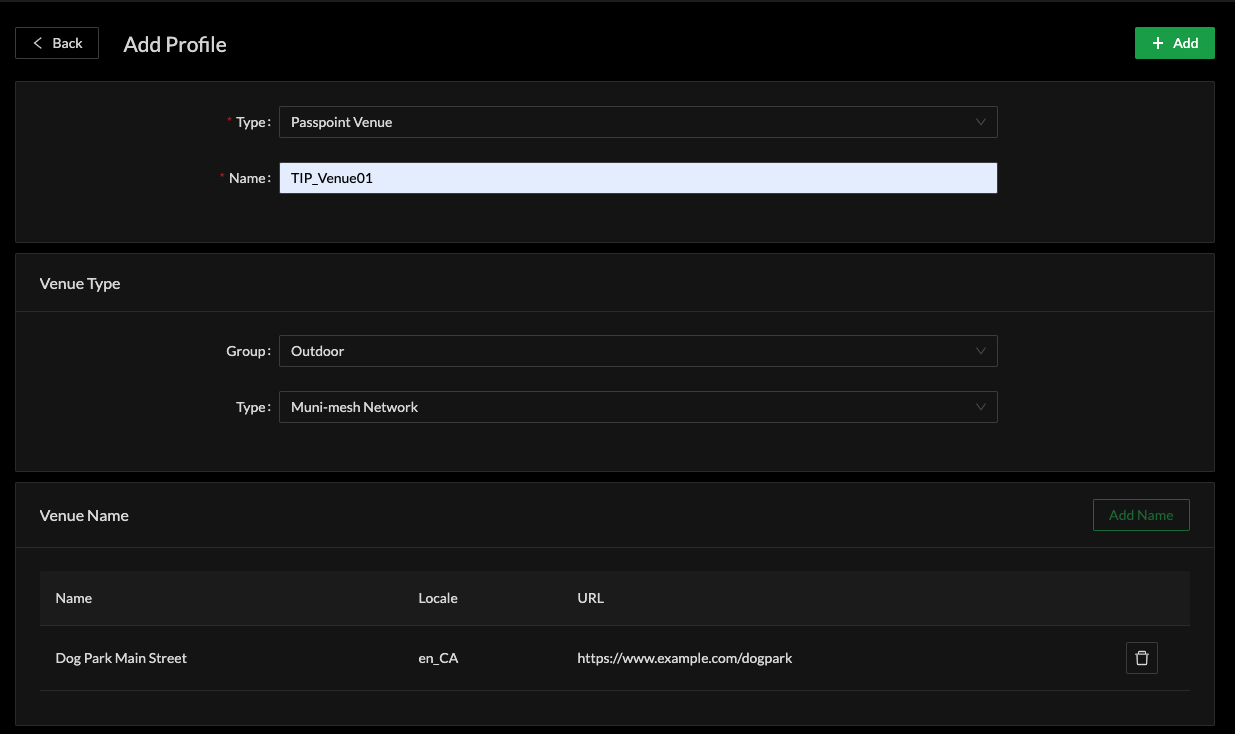 Back Add Profile + Add
* Type: Passpoint Venue
* Name: TIP_Venue01
Venue Type
Group: Outdoor
Type: Muni-mesh Network
Venue Name Add Name
Name Locale URL
Dog Park Main Street en_CA https://www.example.com/dogpark